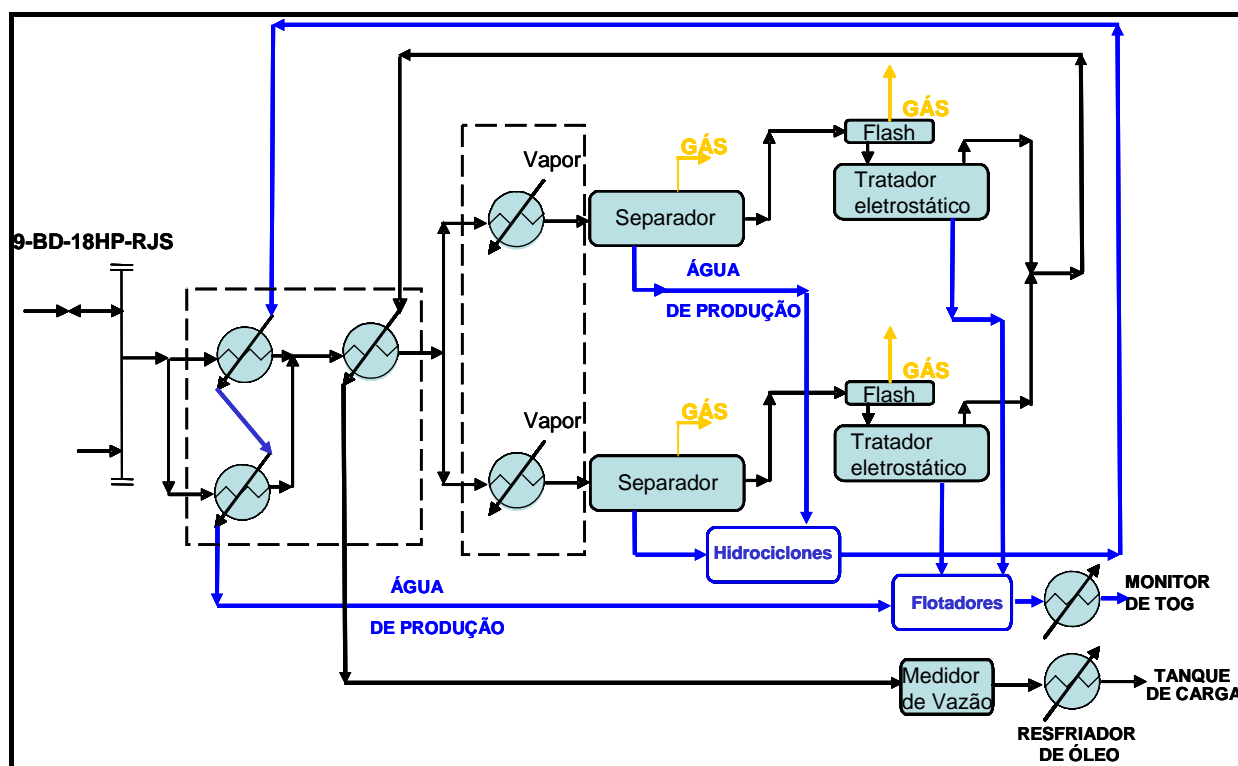 GÁS
Flash
Vapor
GÁS
Tratador
eletrostático
Separador
9-BD-18HP-RJS
ÁGUA
DE PRODUÇÃO
GÁS
Flash
Vapor
GÁS
Tratador
eletrostático
Separador
Hidrociclones
ÁGUA
DE PRODUÇÃO
Flotadores
MONITOR
DE TOG
Medidor
de Vazão
TANQUE
DE CARGA
RESFRIADOR
DE ÓLEO